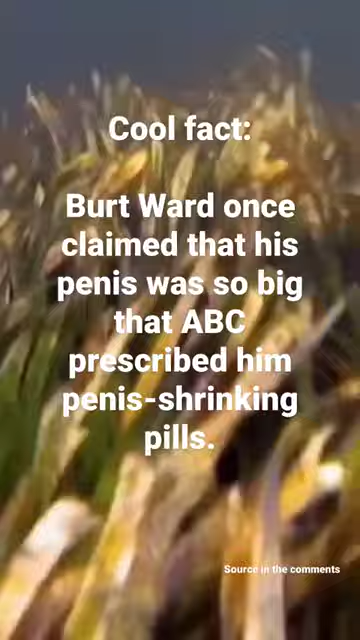 Cool fact:
Burt Ward once
claimed that his
penis was so big
that ABC
prescribed him
penis-shrinking
pills.
Source in the comments